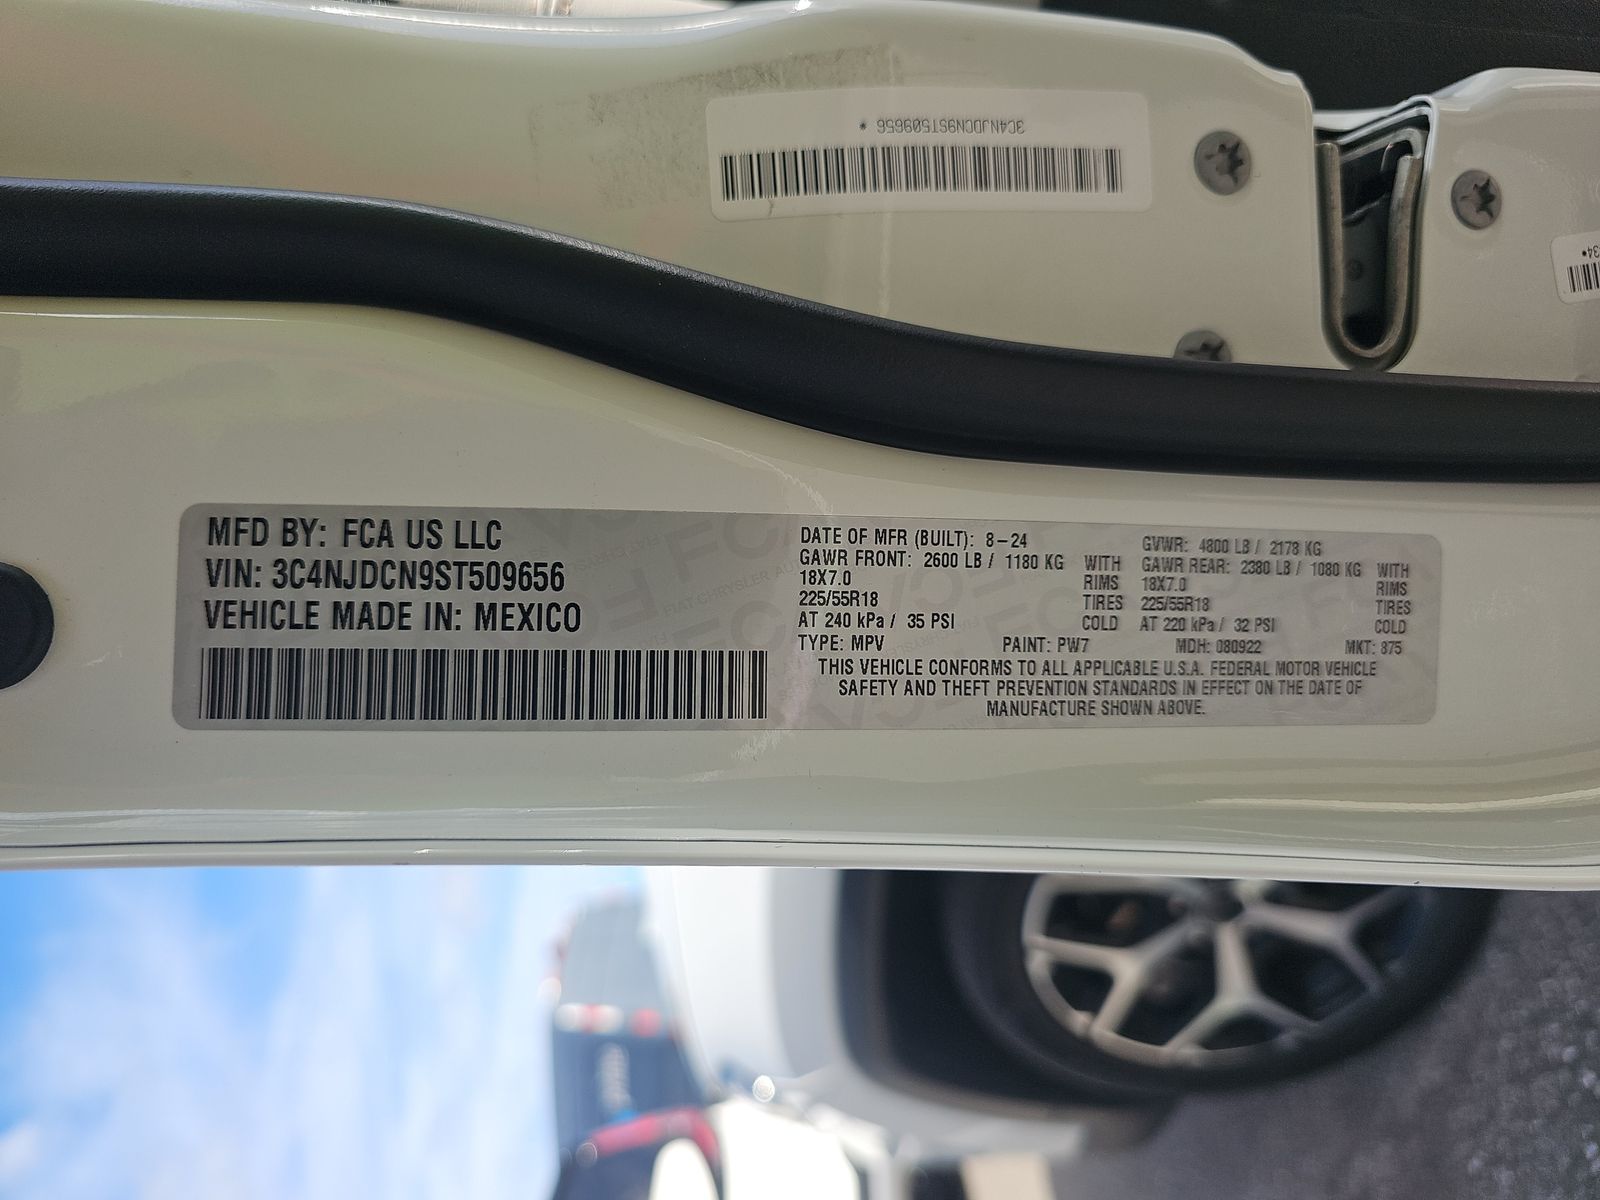 3C4NJDCN9ST509656 *
34*
MFD BY: FCA US LLC
VIN: 3C4NJDCN9ST509656
VEHICLE MADE IN: MEXICO
DATE OF MFR (BUILT): 8-24
GVWR: 4800 LB / 2178 KG
GAWR FRONT: 2600 LB / 1180 KG WITH
18X7.0 RIMS
225/55R18 TIRES
AT 240 kPa / 35 PSI COLD
GAWR REAR: 2380 LB / 1080 KG WITH
18X7.0 RIMS
225/55R18 TIRES
AT 220 kPa / 32 PSI COLD
TYPE: MPV PAINT: PW7 MDH: 080922 MKT: 875
THIS VEHICLE CONFORMS TO ALL APPLICABLE U.S.A. FEDERAL MOTOR VEHICLE
SAFETY AND THEFT PREVENTION STANDARDS IN EFFECT ON THE DATE OF
MANUFACTURE SHOWN ABOVE.